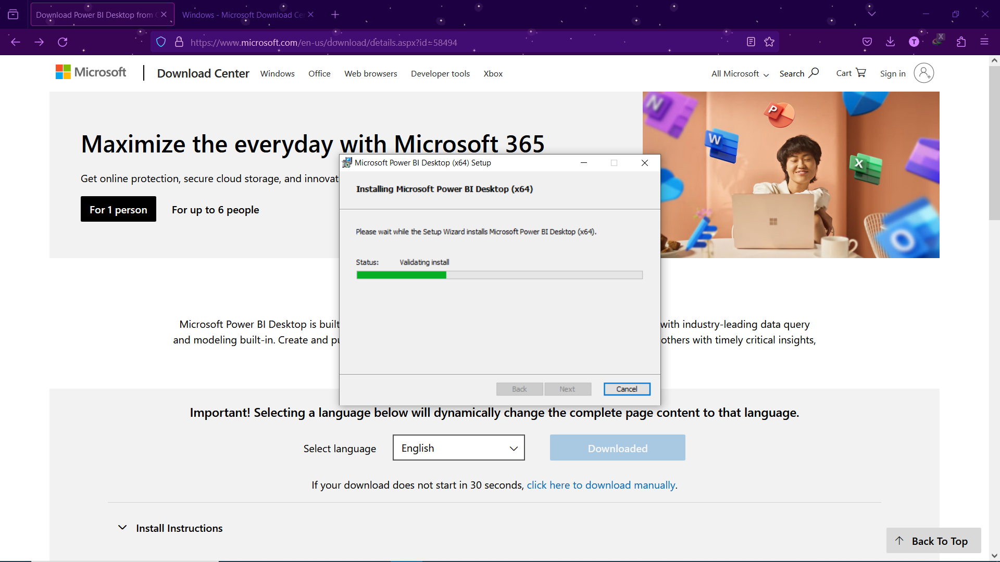 Download Power BI Desktop from
Windows - Microsoft Download Ce
https://www.microsoft.com/en-us/download/details.aspx?id=58494
T
X
Microsoft
Download Center
Windows
Office
Web browsers
Developer tools
Xbox
All Microsoft
Search
Cart
Sign in
Maximize the everyday with Microsoft 365
Get online protection, secure cloud storage, and innovat
For 1 person
For up to 6 people
N
P
W
X
O
Microsoft Power BI Desktop (x64) Setup
Installing Microsoft Power BI Desktop (x64)
Please wait while the Setup Wizard installs Microsoft Power BI Desktop (x64).
Status: Validating install
Back
Next
Cancel
Microsoft Power BI Desktop is built with industry-leading data query
and modeling built-in. Create and pu others with timely critical insights,
Important! Selecting a language below will dynamically change the complete page content to that language.
Select language
English
Downloaded
If your download does not start in 30 seconds, click here to download manually.
Install Instructions
Back To Top